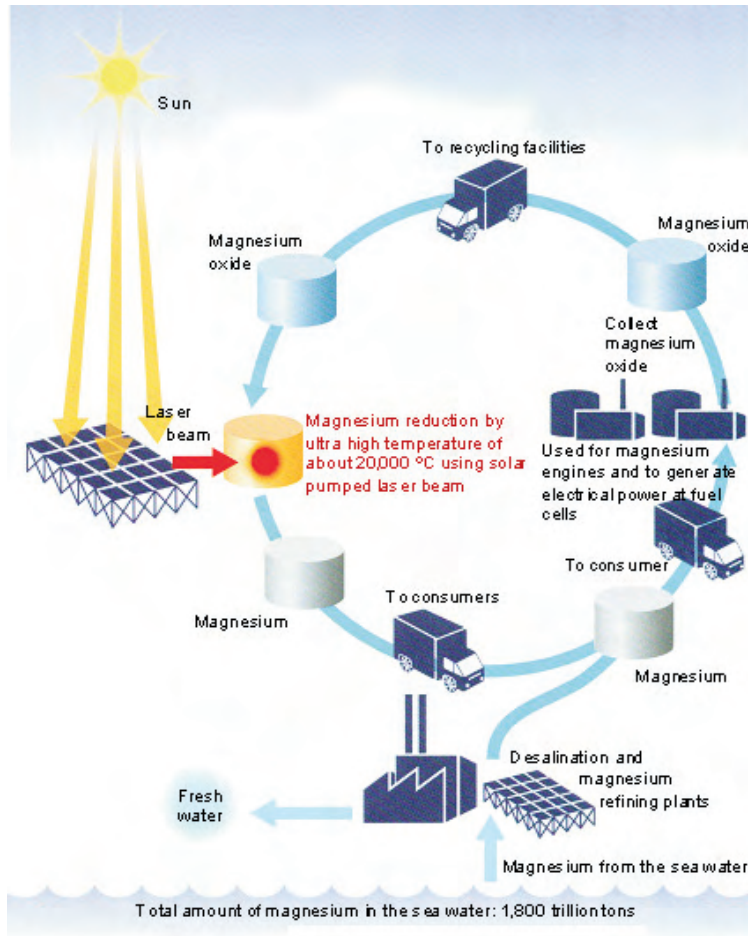 Sun
To recycling facilities
Magnesium
oxide
Magnesium
oxide
Collect
magnesium
oxide
Laser
beam
Magnesium reduction by
ultra high temperature of
about 20,000 °C using solar
pumped laser beam
Used for magnesium
engines and to generate
electrical power at fuel
cells
To consumer
To consumers
Magnesium
Magnesium
Desalination and
magnesium
refining plants
Fresh
water
Magnesium from the sea water
Total amount of magnesium in the sea water: 1,800 trillion tons